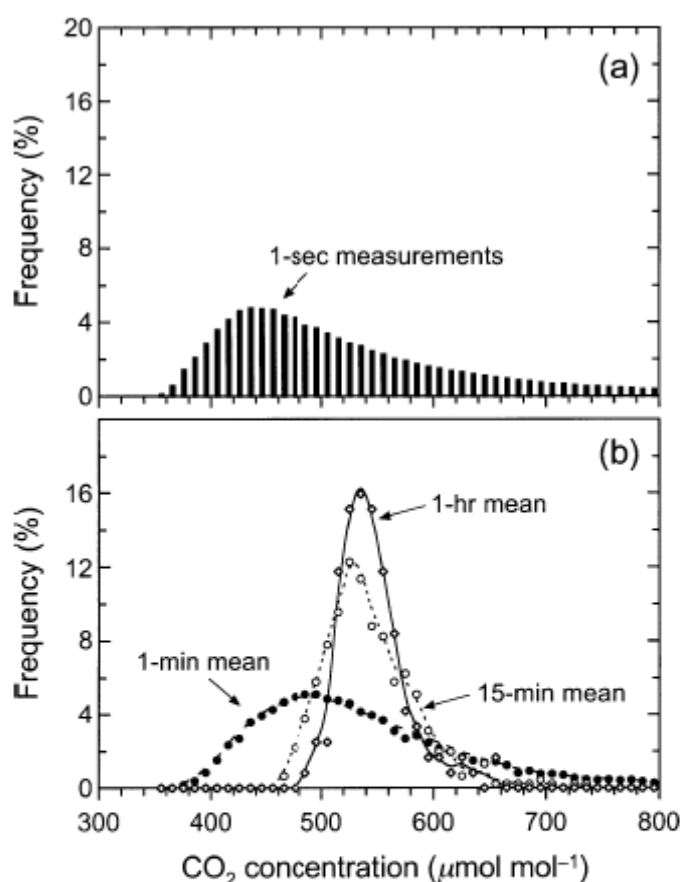 20
(a)
16
12
1-sec measurements
8
4
0
Frequency (%)
(b)
16
1-hr mean
12
8
1-min mean
15-min mean
4
0
Frequency (%)
300 400 500 600 700 800
CO₂ concentration (μmol mol⁻¹)